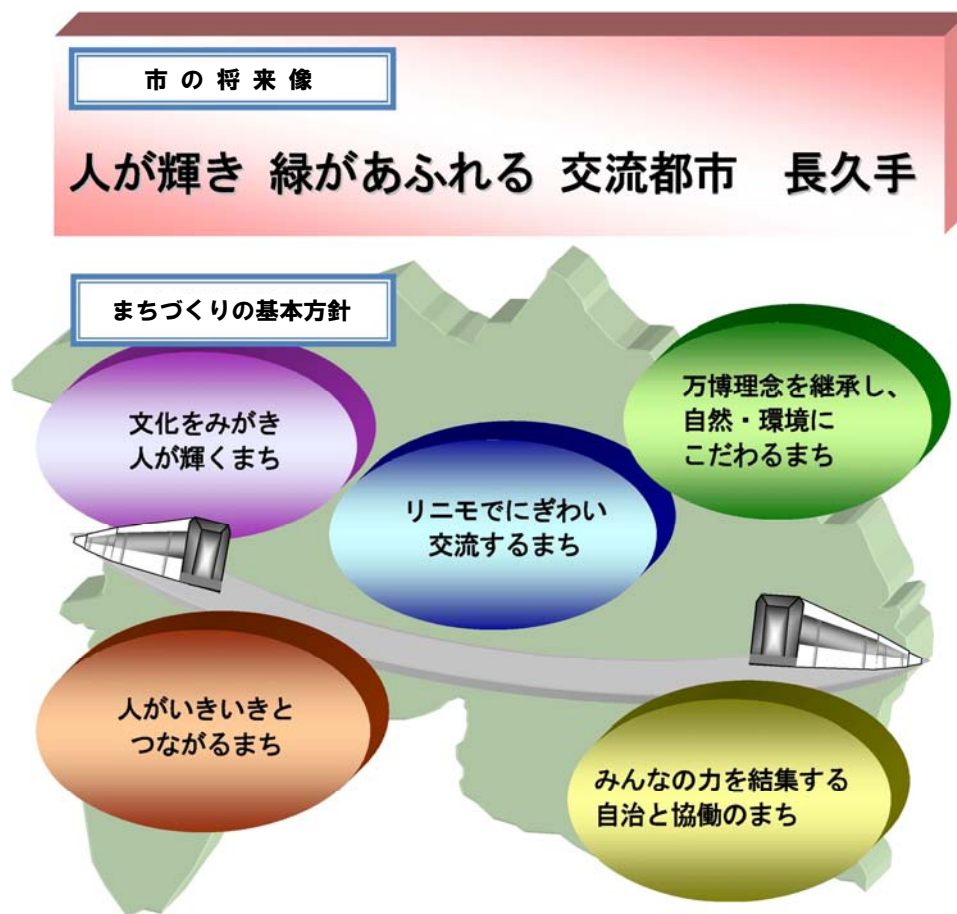 市の将来像
人が輝き 緑があふれる 交流都市　長久手
まちづくりの基本方針
文化をみがき
人が輝くまち
万博理念を継承し、
自然・環境に
こだわるまち
リニモでにぎわい
交流するまち
人がいきいきと
つながるまち
みんなの力を結集する
自治と協働のまち